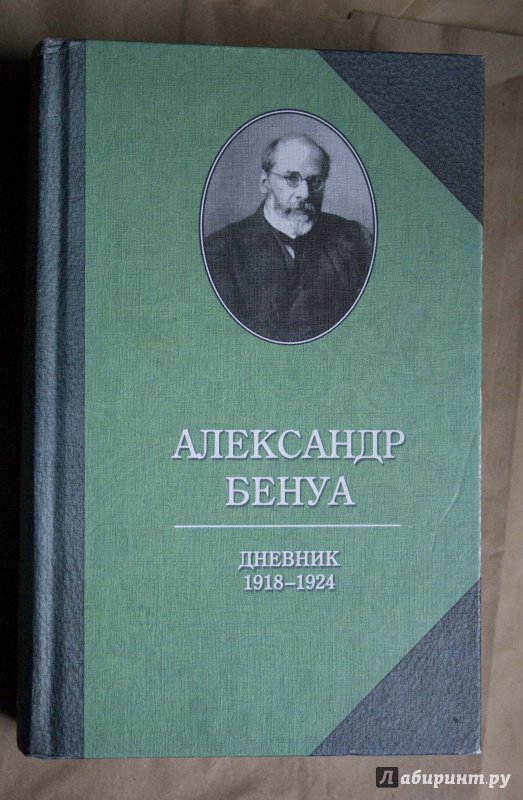 АЛЕКСАНДР
БЕНУА
ДНЕВНИК
1918–1924
Лабиринт.ру